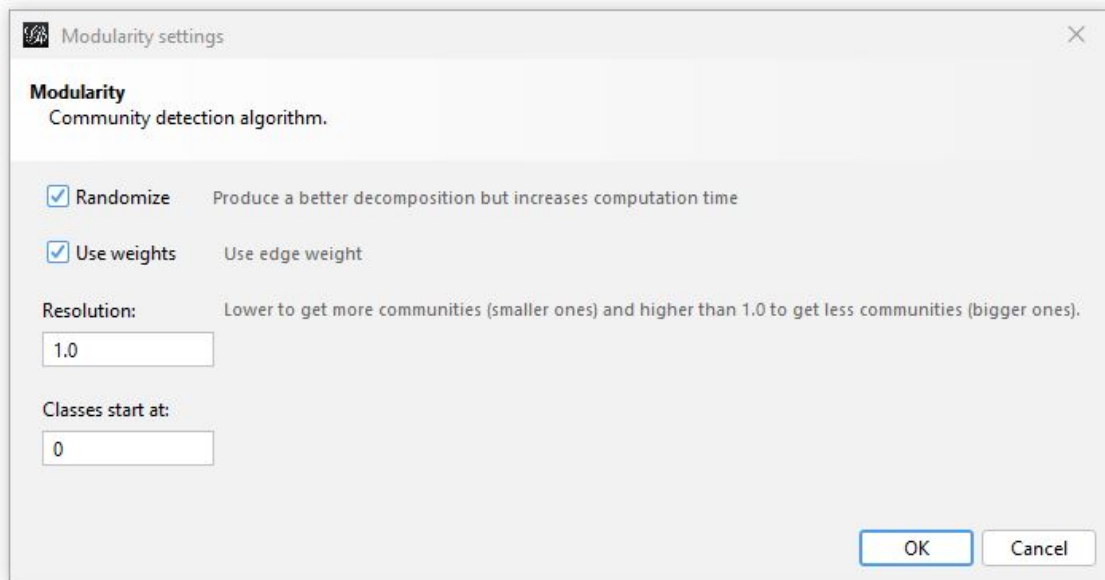 Modularity settings
Modularity
Community detection algorithm.
Randomize Produce a better decomposition but increases computation time
Use weights Use edge weight
Resolution: Lower to get more communities (smaller ones) and higher than 1.0 to get less communities (bigger ones).
1.0
Classes start at:
0
OK Cancel